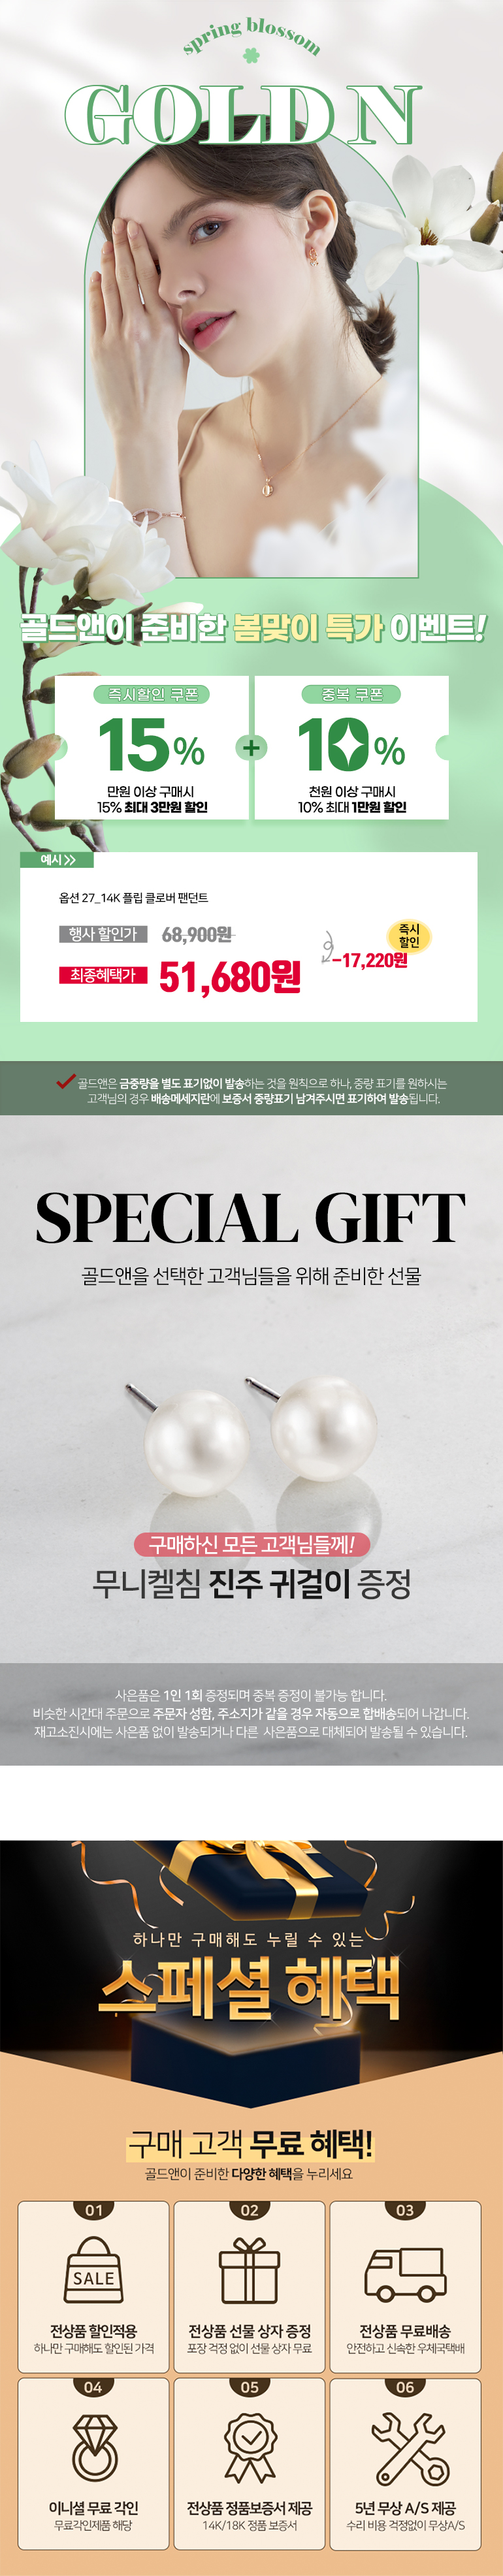 spring blossom
GOLD N
골드앤이 준비한 봄맞이 특가 이벤트!
즉시할인 쿠폰
15%
만원 이상 구매시
15% 최대 3만원 할인
+
중복 쿠폰
10%
천원 이상 구매시
10% 최대 1만원 할인
예시 >>
옵션 27_14K 플립 클로버 팬던트
행사 할인가 68,900원
즉시
할인
-17,220원
최종혜택가 51,680원
골드앤은 금중량을 별도 표기없이 발송하는 것을 원칙으로 하나, 중량 표기를 원하시는
고객님의 경우 배송메세지란에 보증서 중량표기 남겨주시면 표기하여 발송됩니다.
SPECIAL GIFT
골드앤을 선택한 고객님들을 위해 준비한 선물
구매하신 모든 고객님들께!
무니켈침 진주 귀걸이 증정
사은품은 1인 1회 증정되며 중복 증정이 불가능 합니다.
비슷한 시간대 주문으로 주문자 성함, 주소지가 같을 경우 자동으로 합배송되어 나갑니다.
재고소진시에는 사은품 없이 발송되거나 다른 사은품으로 대체되어 발송될 수 있습니다.
하나만 구매해도 누릴 수 있는
스페셜 혜택
구매 고객 무료 혜택!
골드앤이 준비한 다양한 혜택을 누리세요
01
SALE
전상품 할인적용
하나만 구매해도 할인된 가격
02
전상품 선물 상자 증정
포장 걱정 없이 선물 상자 무료
03
전상품 무료배송
안전하고 신속한 우체국택배
04
이니셜 무료 각인
무료각인제품 해당
05
전상품 정품보증서 제공
14K/18K 정품 보증서
06
5년 무상 A/S 제공
수리 비용 걱정없이 무상A/S